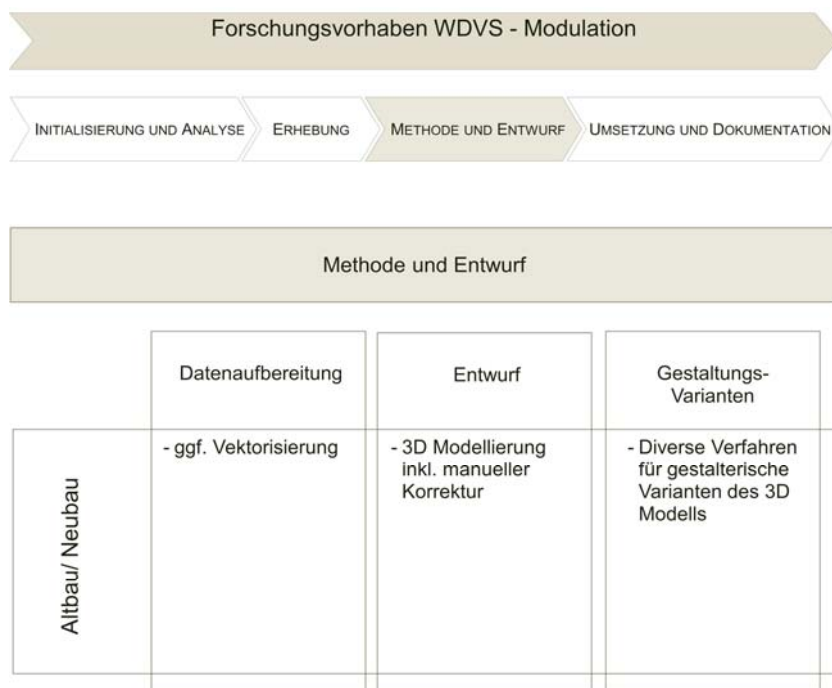 Forschungsvorhaben WDVS - Modulation
INITIALISIERUNG UND ANALYSE
ERHEBUNG
METHODE UND ENTWURF
UMSETZUNG UND DOKUMENTATION
Methode und Entwurf
Datenaufbereitung
Entwurf
Gestaltungs-
Varianten
Altbau/ Neubau
- ggf. Vektorisierung
- 3D Modellierung
inkl. manueller
Korrektur
- Diverse Verfahren
für gestalterische
Varianten des 3D
Modells